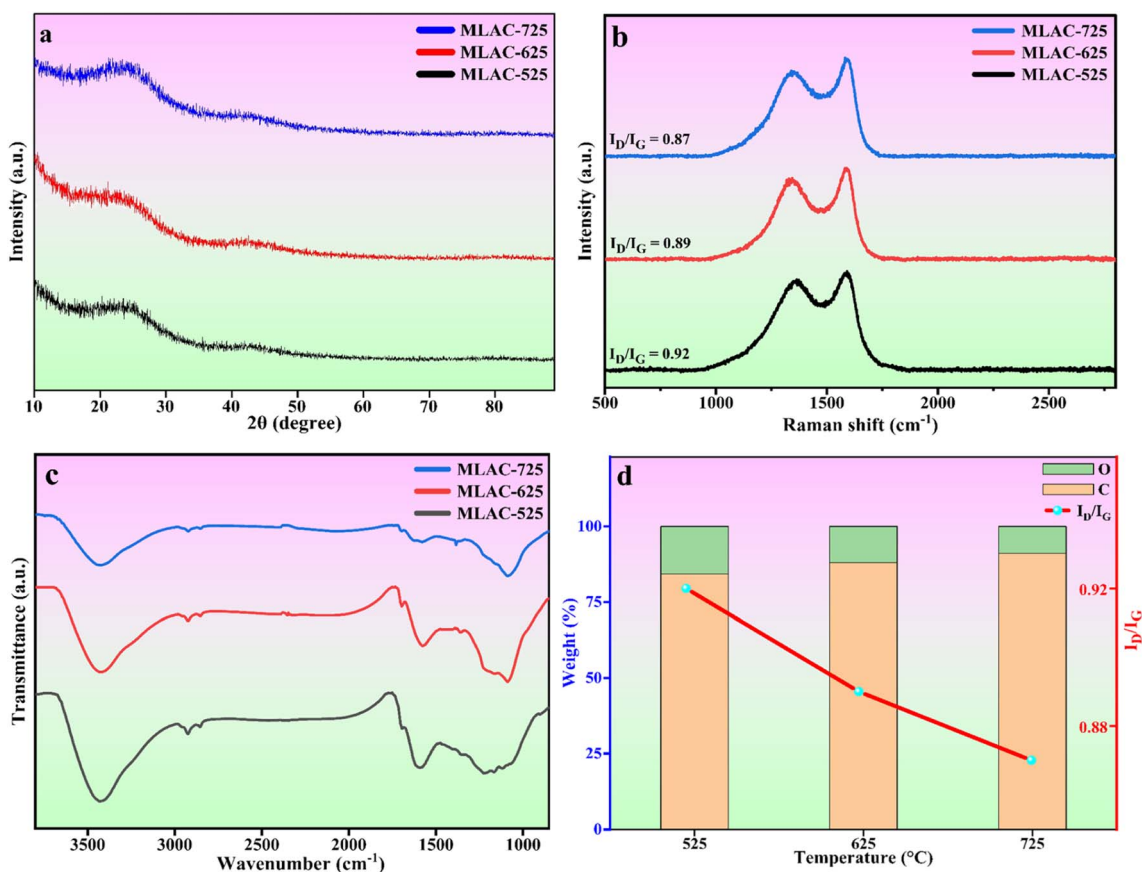 a
MLAC-725
MLAC-625
MLAC-525
Intensity (a.u.)
10 20 30 40 50 60 70 80
2θ (degree)
b
MLAC-725
MLAC-625
MLAC-525
I_D/I_G = 0.87
I_D/I_G = 0.89
I_D/I_G = 0.92
Intensity (a.u.)
500 1000 1500 2000 2500
Raman shift (cm⁻¹)
c
MLAC-725
MLAC-625
MLAC-525
Transmittance (a.u.)
3500 3000 2500 2000 1500 1000
Wavenumber (cm⁻¹)
d
O
C
I_D/I_G
100
75
50
25
0
Weight (%)
0.92
0.88
I_D/I_G
525 625 725
Temperature (°C)